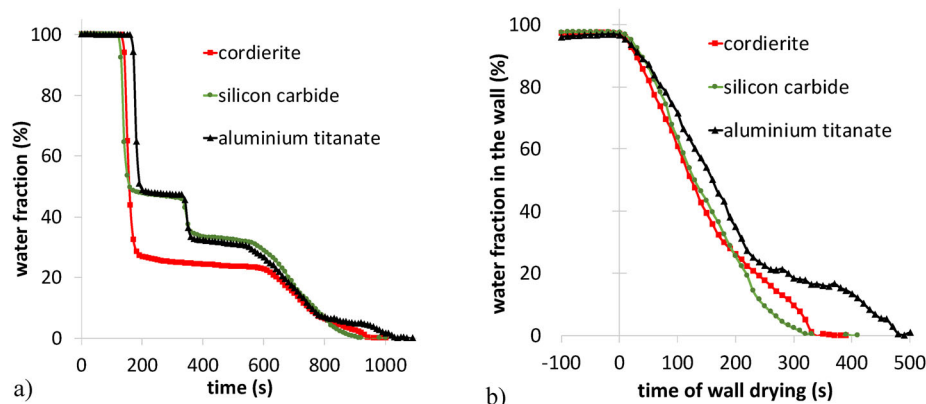 water fraction (%)
100
80
60
40
20
0
0
200
400
600
800
1000
time (s)
cordierite
silicon carbide
aluminium titanate
a)
water fraction in the wall (%)
100
80
60
40
20
0
-100
0
100
200
300
400
500
time of wall drying (s)
cordierite
silicon carbide
aluminium titanate
b)